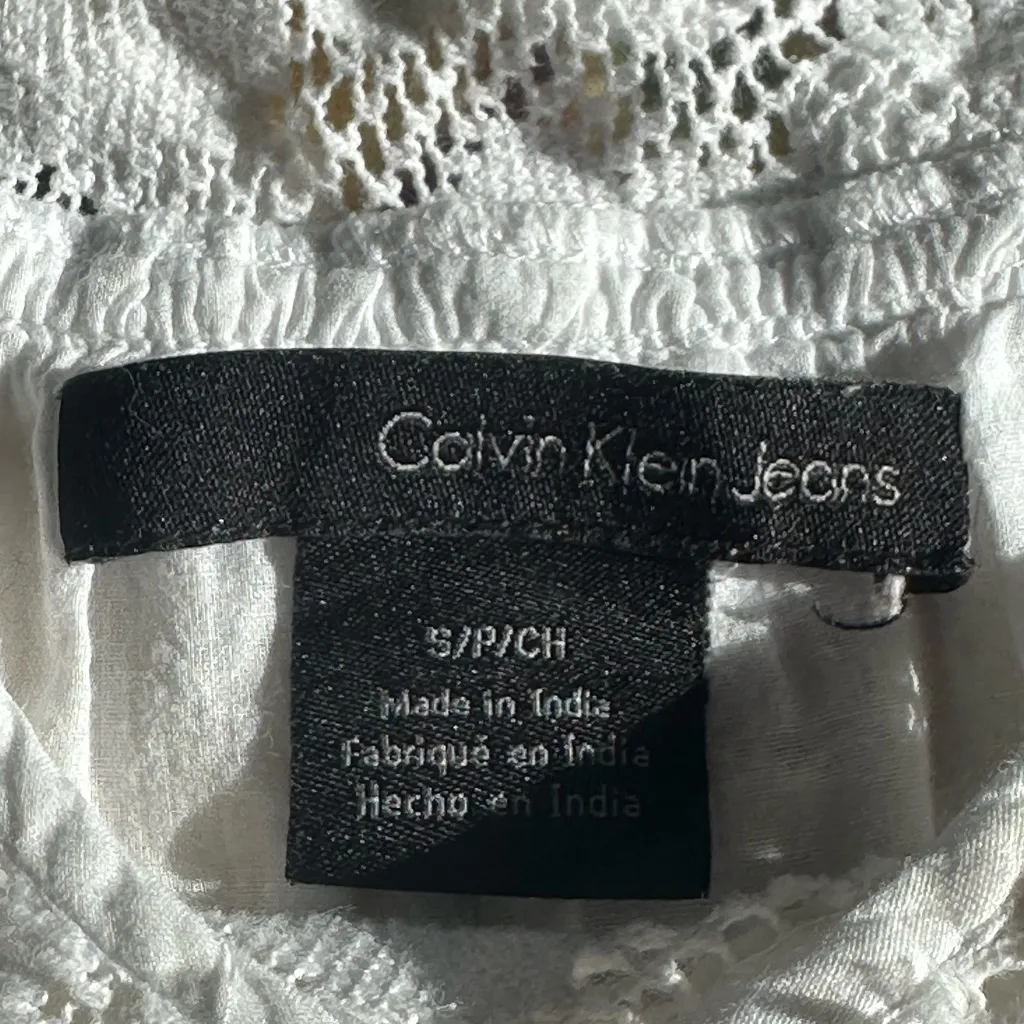 Calvin Klein Jeans
S/P/CH
Made in India
Fabriqué en India
Hecho en India